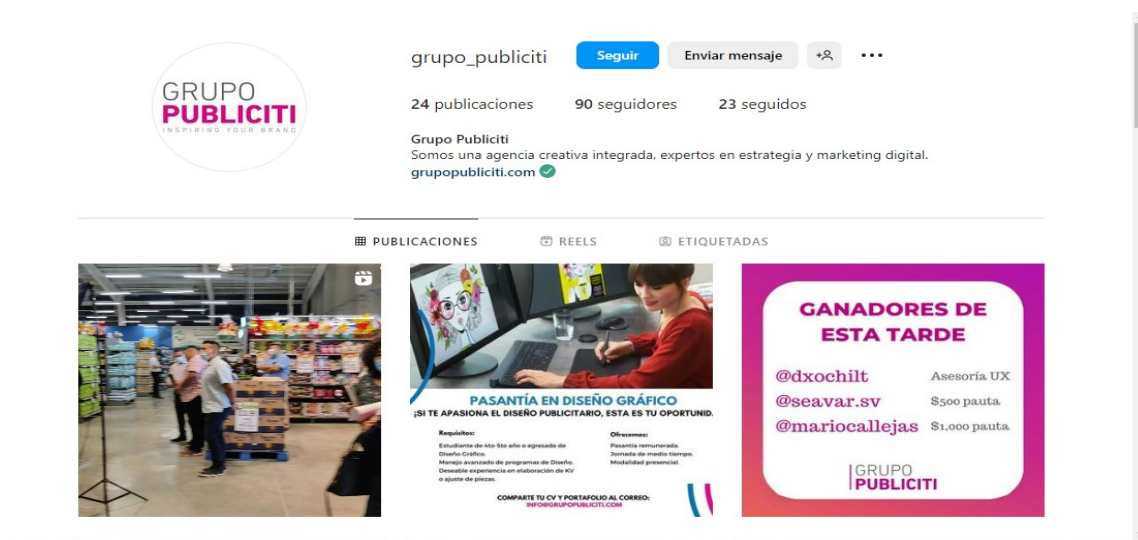 grupo_publiciti Seguir Enviar mensaje
GRUPO
PUBLICITI
INSPIRING YOUR BRAND
24 publicaciones 90 seguidores 23 seguidos
Grupo Publiciti
Somos una agencia creativa integrada, expertos en estrategia y marketing digital.
grupopubliciti.com
PUBLICACIONES REELS ETIQUETADAS
PASANTÍA EN DISEÑO GRÁFICO
¡SI TE APASIONA EL DISEÑO PUBLICITARIO, ESTA ES TU OPORTUNID
Requisitos:
Estudiante de 4to-5to año o egresado de
Diseño Gráfico.
Manejo avanzado de programas de Diseño.
Deseable experiencia en elaboración de KV
o ajuste de piezas.
Ofrecemos:
Pasantía remunerada.
Jornada de medio tiempo.
Modalidad presencial.
COMPARTE TU CV Y PORTAFOLIO AL CORREO:
INFO@GRUPOPUBLICITI.COM
GANADORES DE
ESTA TARDE
@dxochilt Asesoría UX
@seavar.sv $500 pauta
@mariocallejas $1,000 pauta
GRUPO
PUBLICITI